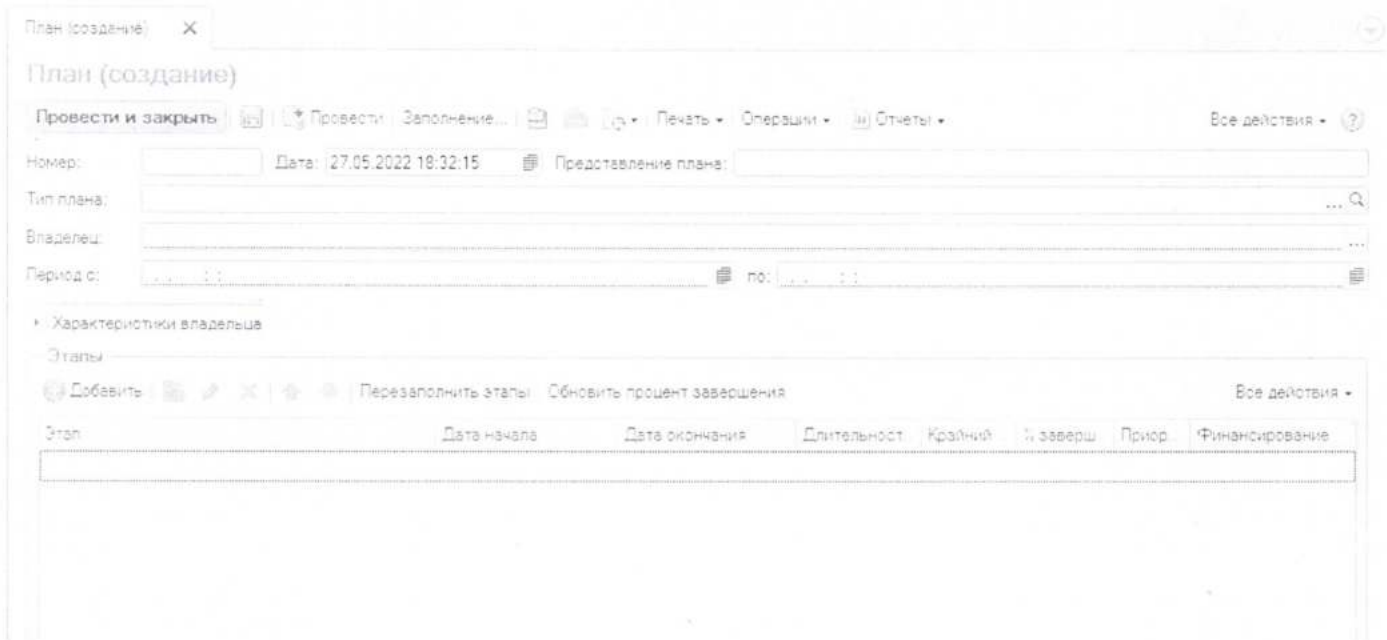 План (создание)
План (создание)
Провести и закрыть Провести Заполнение... Печать Операции Отчеты Все действия ?
Номер: Дата: 27.05.2022 18:32:15 Представление плана:
Тип плана: ...
Владелец: ...
Период с: . . : : по: . . : :
Характеристики владельца
Этапы
Добавить Перезаполнить этапы Обновить процент завершения Все действия
Этап Дата начала Дата окончания Длительност.. Крайний.. % заверш.. Приор... Финансирование